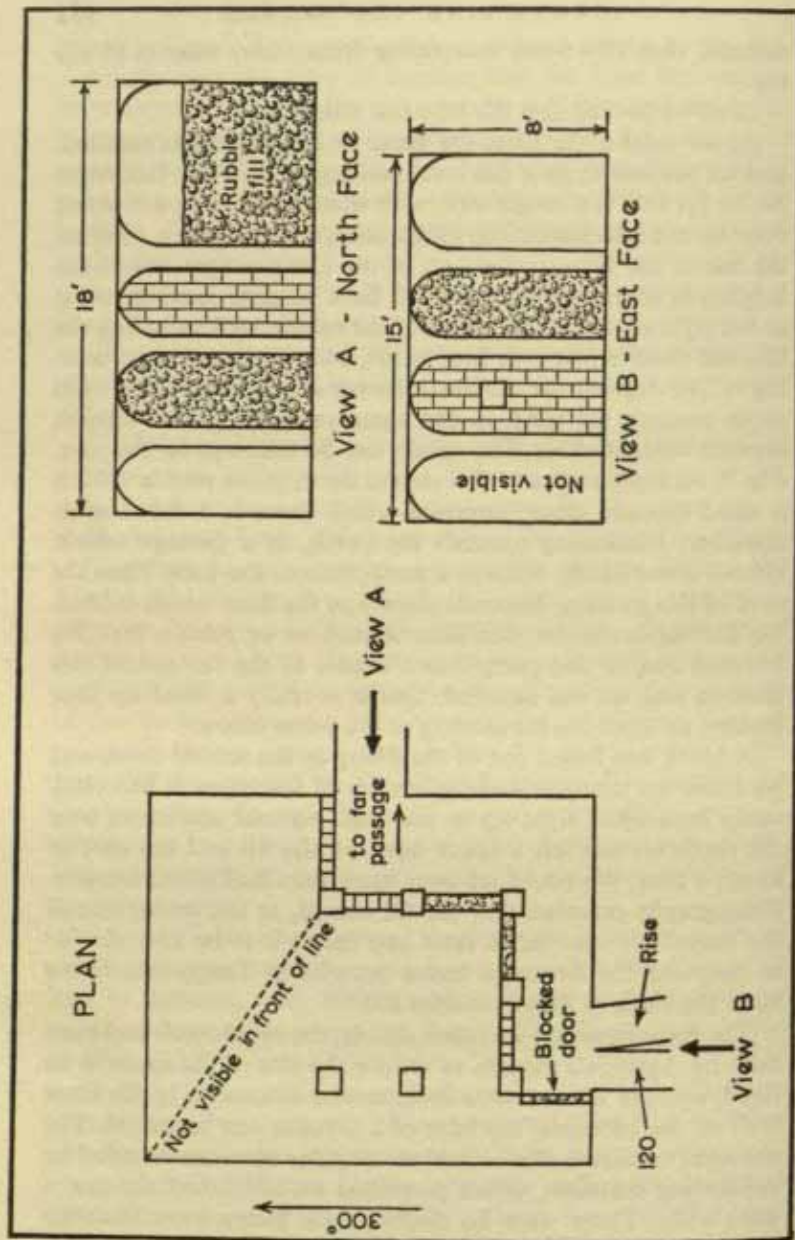 PLAN
300°
Not visible in front of line
to far
passage
View A
Blocked
door
120
Rise
View B
18'
Rubble
fill
View A - North Face
15'
8'
Not visible
View B - East Face